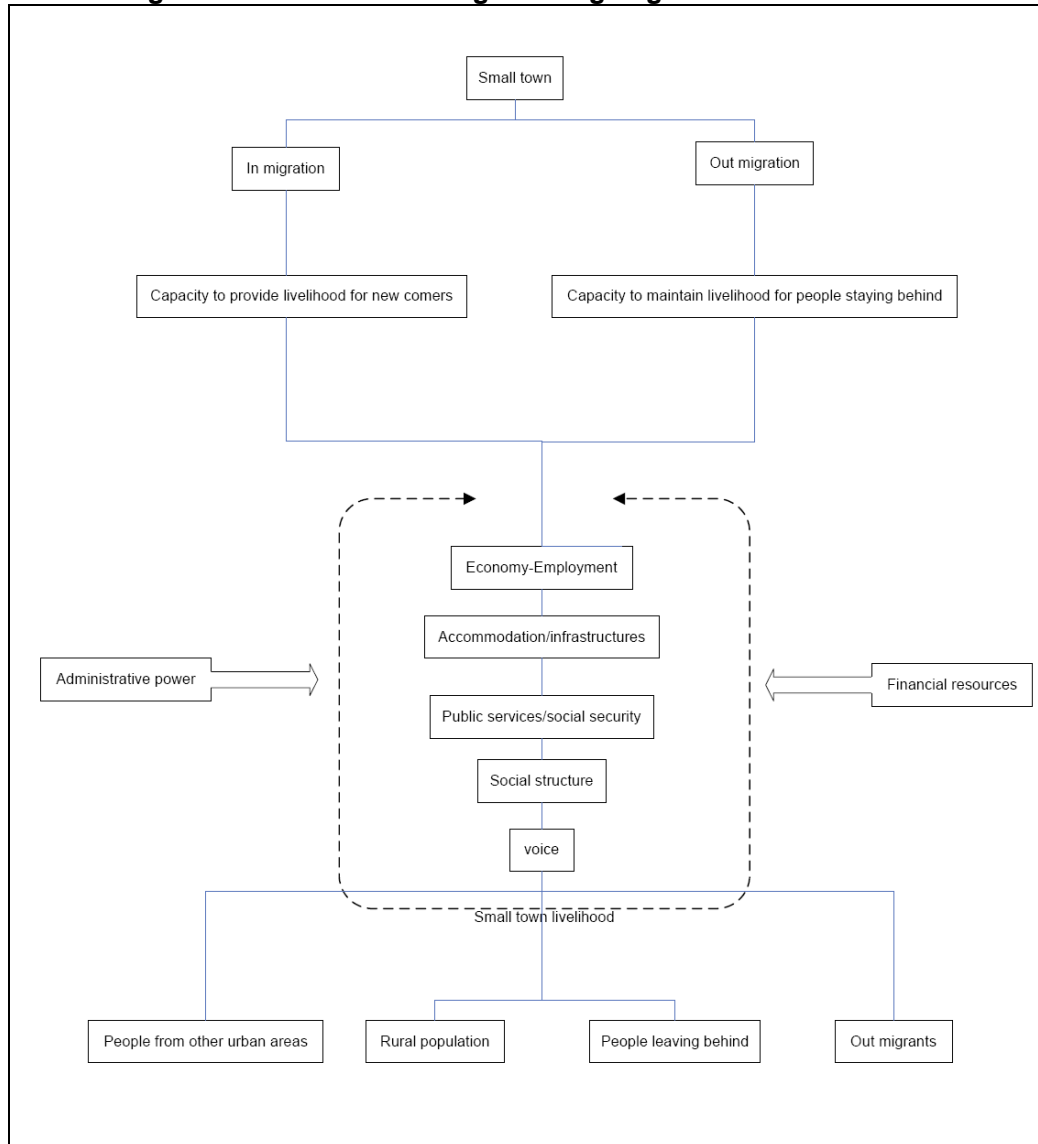 Small town
In migration
Out migration
Capacity to provide livelihood for new comers
Capacity to maintain livelihood for people staying behind
Economy-Employment
Accommodation/infrastructures
Administrative power
Financial resources
Public services/social security
Social structure
voice
Small town livelihood
People from other urban areas
Rural population
People leaving behind
Out migrants